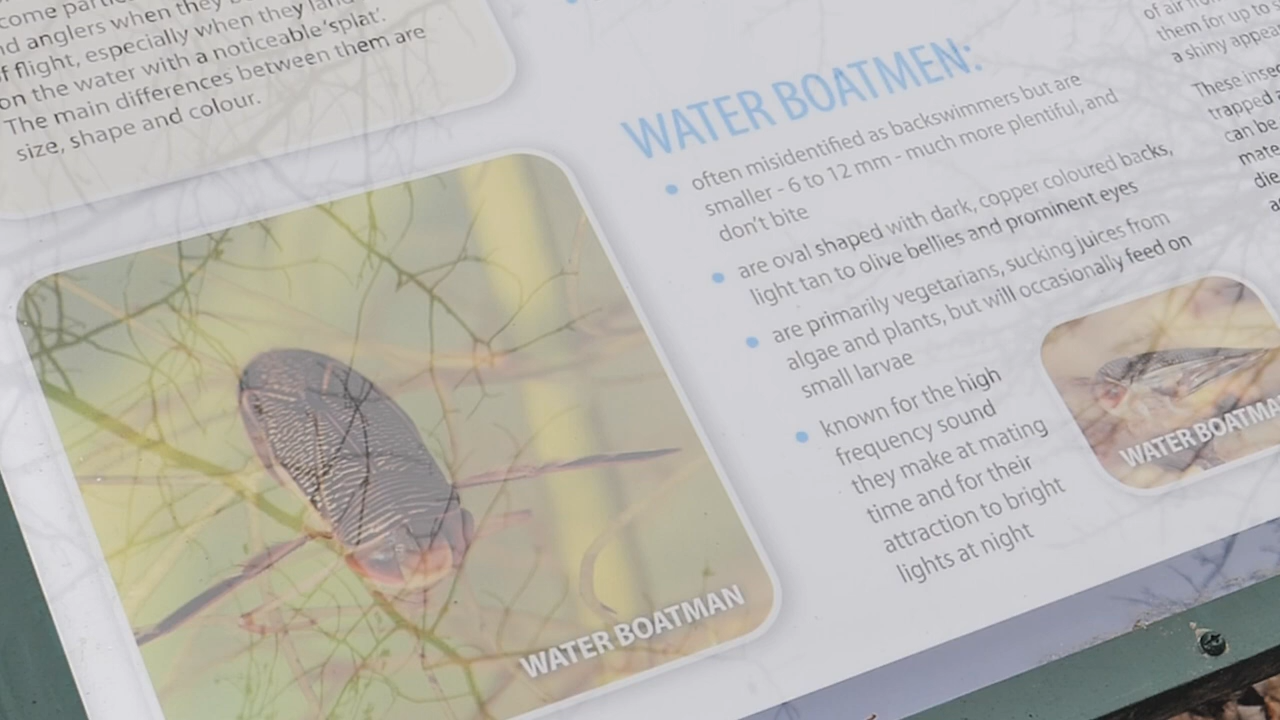 come
nd anglers when they
of flight, especially when they land
on the water with a noticeable 'splat'.
The main differences between them are
size, shape and colour.
WATER BOATMEN:
often misidentified as backswimmers but are
smaller - 6 to 12 mm - much more plentiful, and
don't bite
are oval shaped with dark, copper coloured backs,
light tan to olive bellies and prominent eyes
are primarily vegetarians, sucking juices from
algae and plants, but will occasionally feed on
small larvae
known for the high
frequency sound
they make at mating
time and for their
attraction to bright
lights at night
WATER BOATMAN
WATER BOATMA
of air
them for up to
a shiny
These
trapped
can be
mate
die